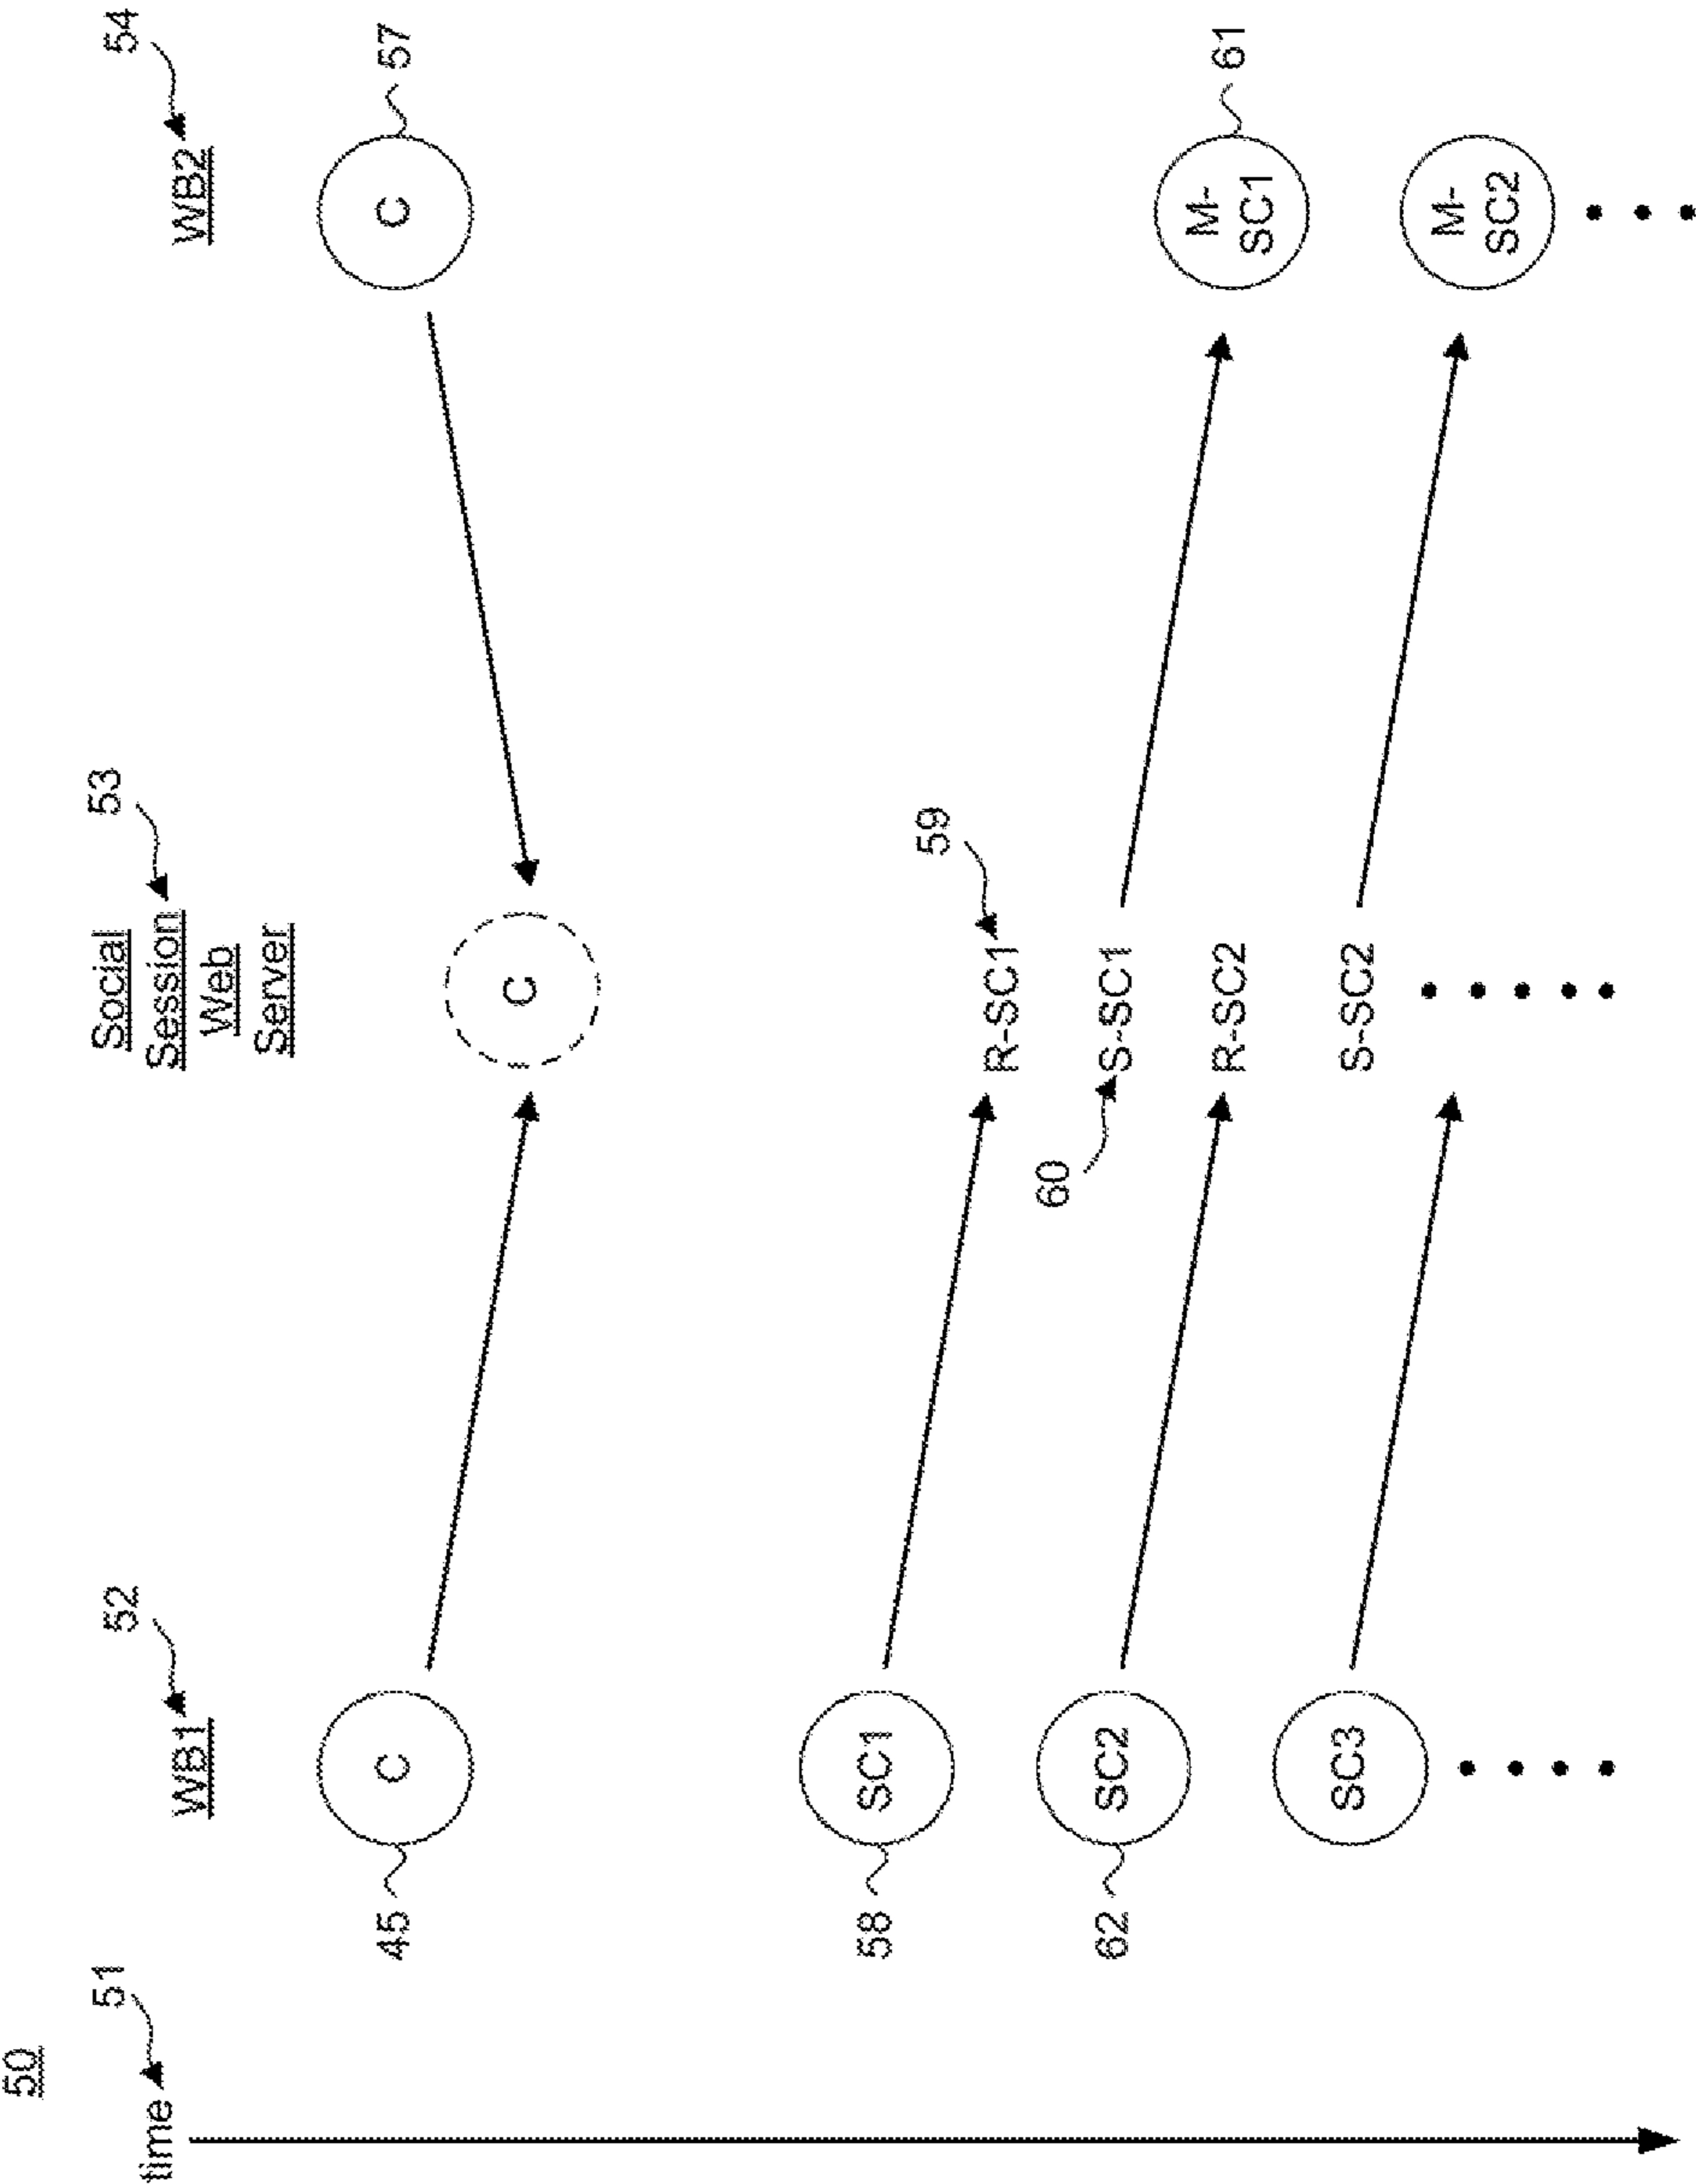 50
time
51
WB1
52
Social
Session
Web
Server
53
WB2
54
45
C
C
C
57
58
SC1
R-SC1
59
60
S-SC1
M-
SC1
61
62
SC2
R-SC2
SC3
S-SC2
M-
SC2